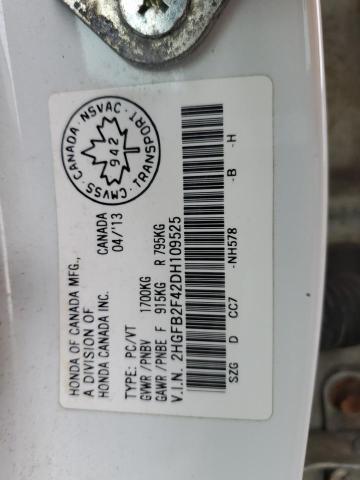 HONDA OF CANADA MFG.,
A DIVISION OF
HONDA CANADA INC.
CANADA
04/'13
CANADA · NSVAC ·
942
CMVSS · TRANSPORT
TYPE: PC/VT
GVWR /PNBV 1700KG
GAWR /PNBE F 915KG R 795KG
V.I.N. 2HGFB2F42DH109525
SZG D CC7 -NH578 -B -H